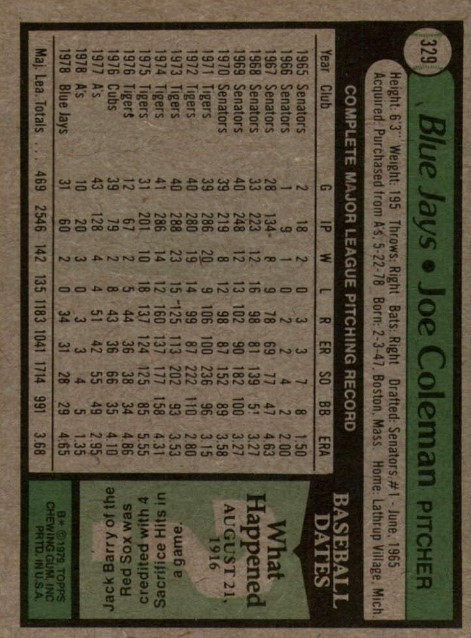 329
Blue Jays • Joe Coleman PITCHER
Height: 6'3" Weight: 195 Throws: Right Bats: Right Drafted: Senators #1 - June, 1965
Acquired: Purchased from A's, 5-22-78 Born: 2-3-47, Boston, Mass Home: Lathrup Village, Mich
COMPLETE MAJOR LEAGUE PITCHING RECORD
Year Club G IP W L R ER SO BB ERA
1965 Senators 2 18 2 0 3 3 7 8 1.50
1966 Senators 1 9 1 0 2 2 4 2 2.00
1967 Senators 28 134 8 9 78 69 77 47 4.63
1968 Senators 33 223 12 16 98 81 139 51 3.27
1969 Senators 40 248 12 13 102 90 182 100 3.27
1970 Senators 39 219 8 12 98 87 152 89 3.58
1971 Tigers 39 286 20 9 106 100 236 96 3.15
1972 Tigers 40 280 19 14 99 87 222 110 2.80
1973 Tigers 40 288 23 15 125 113 202 93 3.53
1974 Tigers 41 286 14 12 160 137 177 158 4.31
1975 Tigers 31 201 10 18 137 124 125 85 5.55
1976 Tigers 12 67 2 5 44 36 38 34 4.86
1976 Cubs 39 79 2 8 43 36 66 35 4.10
1977 A's 43 128 4 4 51 42 55 49 2.95
1978 A's 10 20 3 0 3 3 4 5 1.35
1978 Blue Jays 31 60 2 0 34 31 28 29 4.65
Maj. Lea. Totals .... 469 2546 142 135 1183 1041 1714 991 3.68
BASEBALL
DATES
What
Happened
AUGUST 21,
1916
Jack Barry of the
Red Sox was
credited with 4
Sacrifice Hits in
a game.
B* © 1979 TOPPS
CHEWING GUM, INC
PRTD. IN U.S.A.